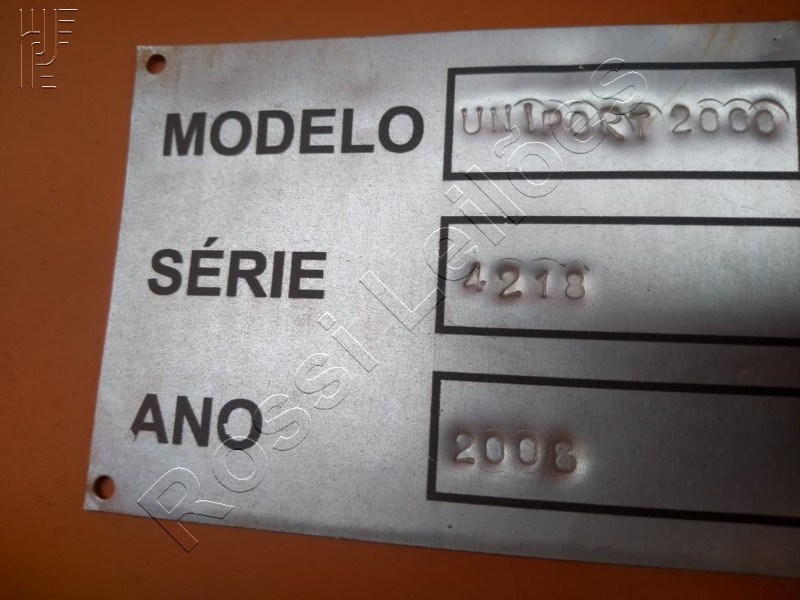 MODELO UNIPORT 2000
SÉRIE 4218
ANO 2008
Rossi Leilões